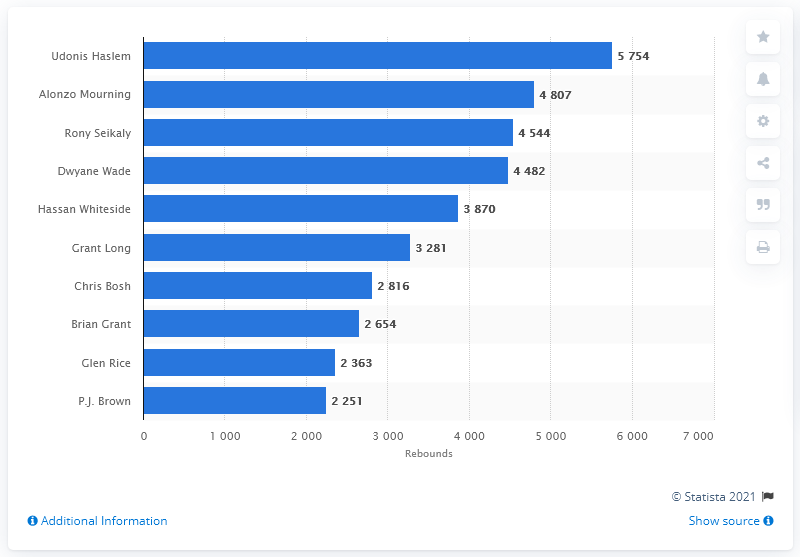 Udonis Haslem 5 754
Alonzo Mourning 4 807
Rony Seikaly 4 544
Dwyane Wade 4 482
Hassan Whiteside 3 870
Grant Long 3 281
Chris Bosh 2 816
Brian Grant 2 654
Glen Rice 2 363
P.J. Brown 2 251
0 1 000 2 000 3 000 4 000 5 000 6 000 7 000
Rebounds
© Statista 2021
Additional Information Show source